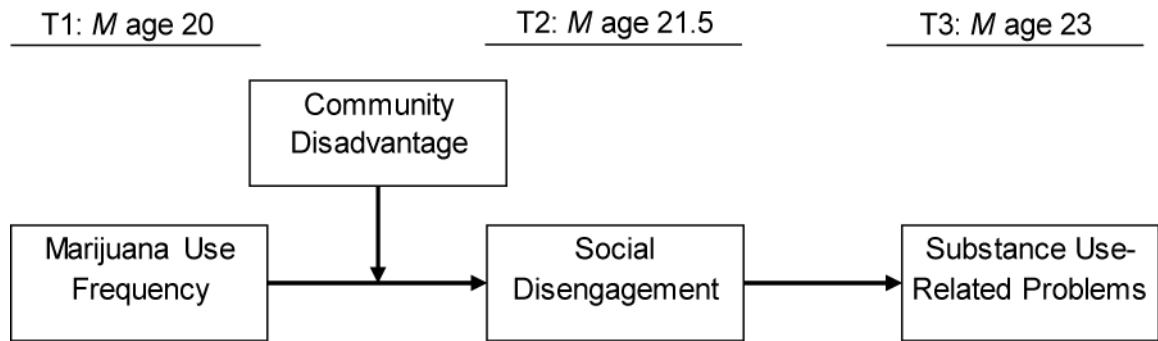 T1: M age 20
T2: M age 21.5
T3: M age 23
Community
Disadvantage
Marijuana Use
Frequency
Social
Disengagement
Substance Use-
Related Problems